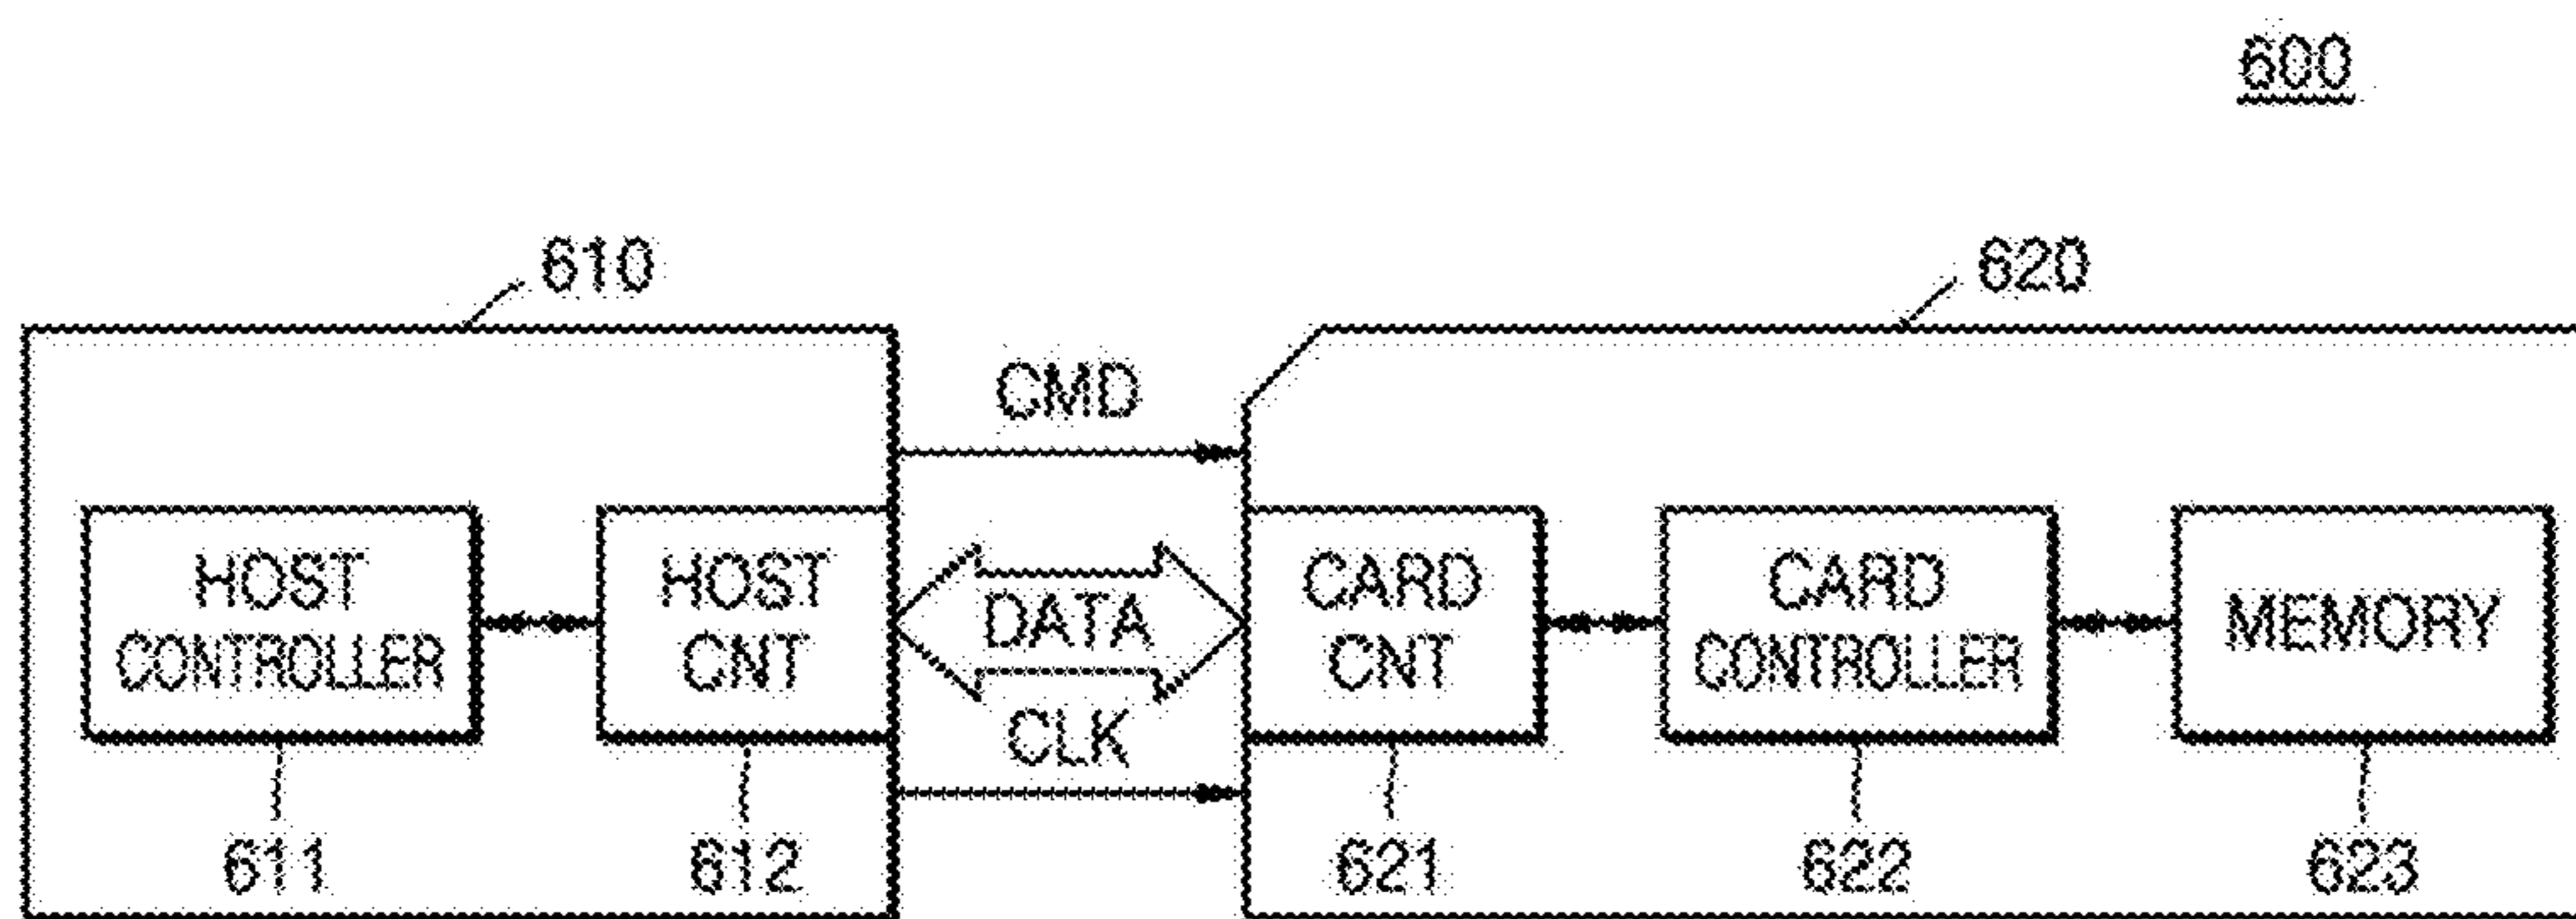 600
610
620
CMD
HOST
CONTROLLER
HOST
CNT
DATA
CLK
CARD
CNT
CARD
CONTROLLER
MEMORY
611
612
621
622
623